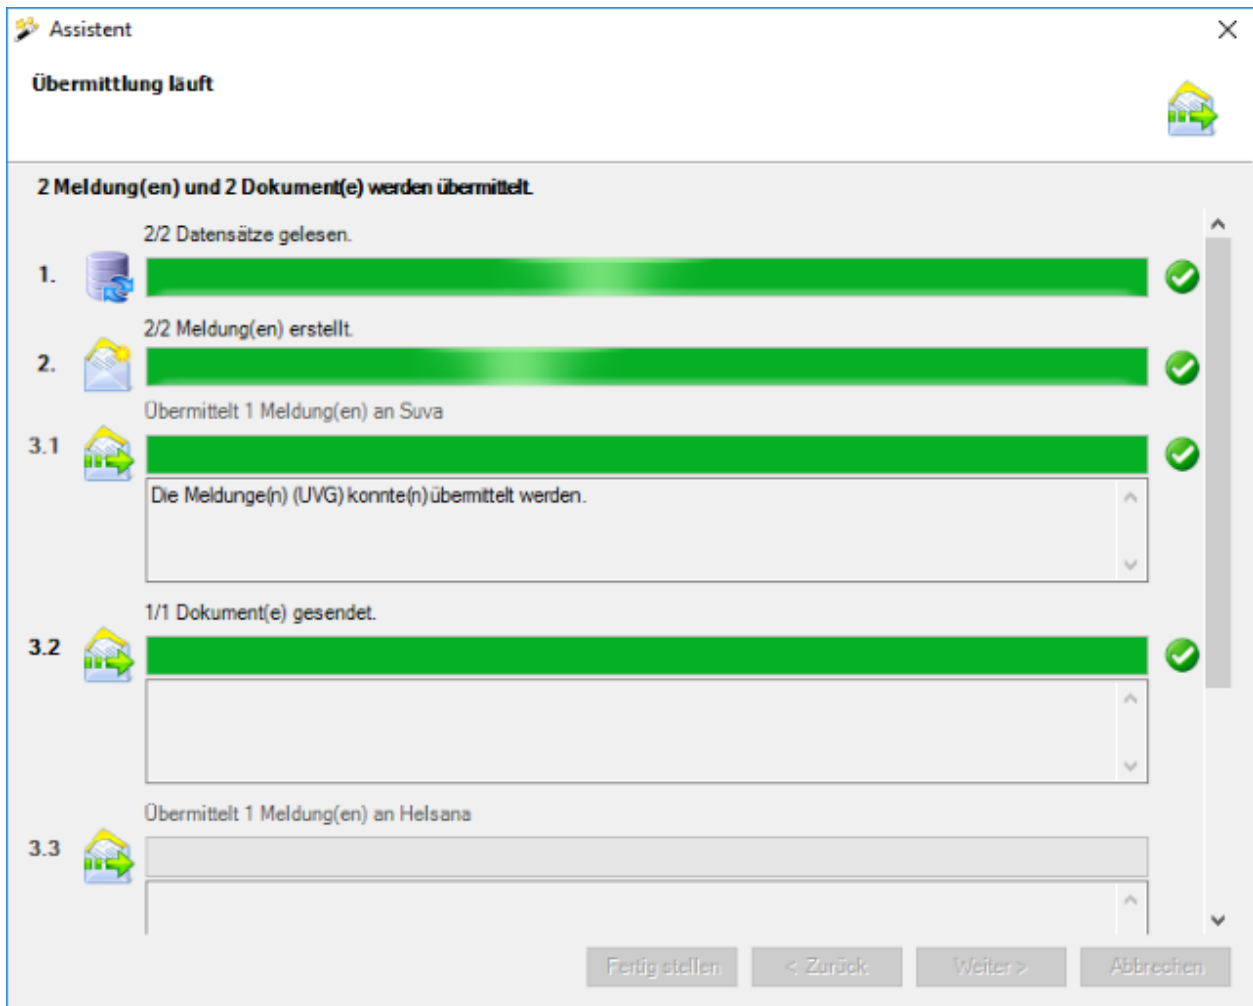 Assistent
Übermittlung läuft
2 Meldung(en) und 2 Dokument(e) werden übermittelt.
2/2 Datensätze gelesen.
1.
2/2 Meldung(en) erstellt.
2.
Übermittelt 1 Meldung(en) an Suva
3.1
Die Meldunge(n) (UVG) konnte(n) übermittelt werden.
1/1 Dokument(e) gesendet.
3.2
Übermittelt 1 Meldung(en) an Helsana
3.3
Fertig stellen < Zurück Weiter > Abbrechen